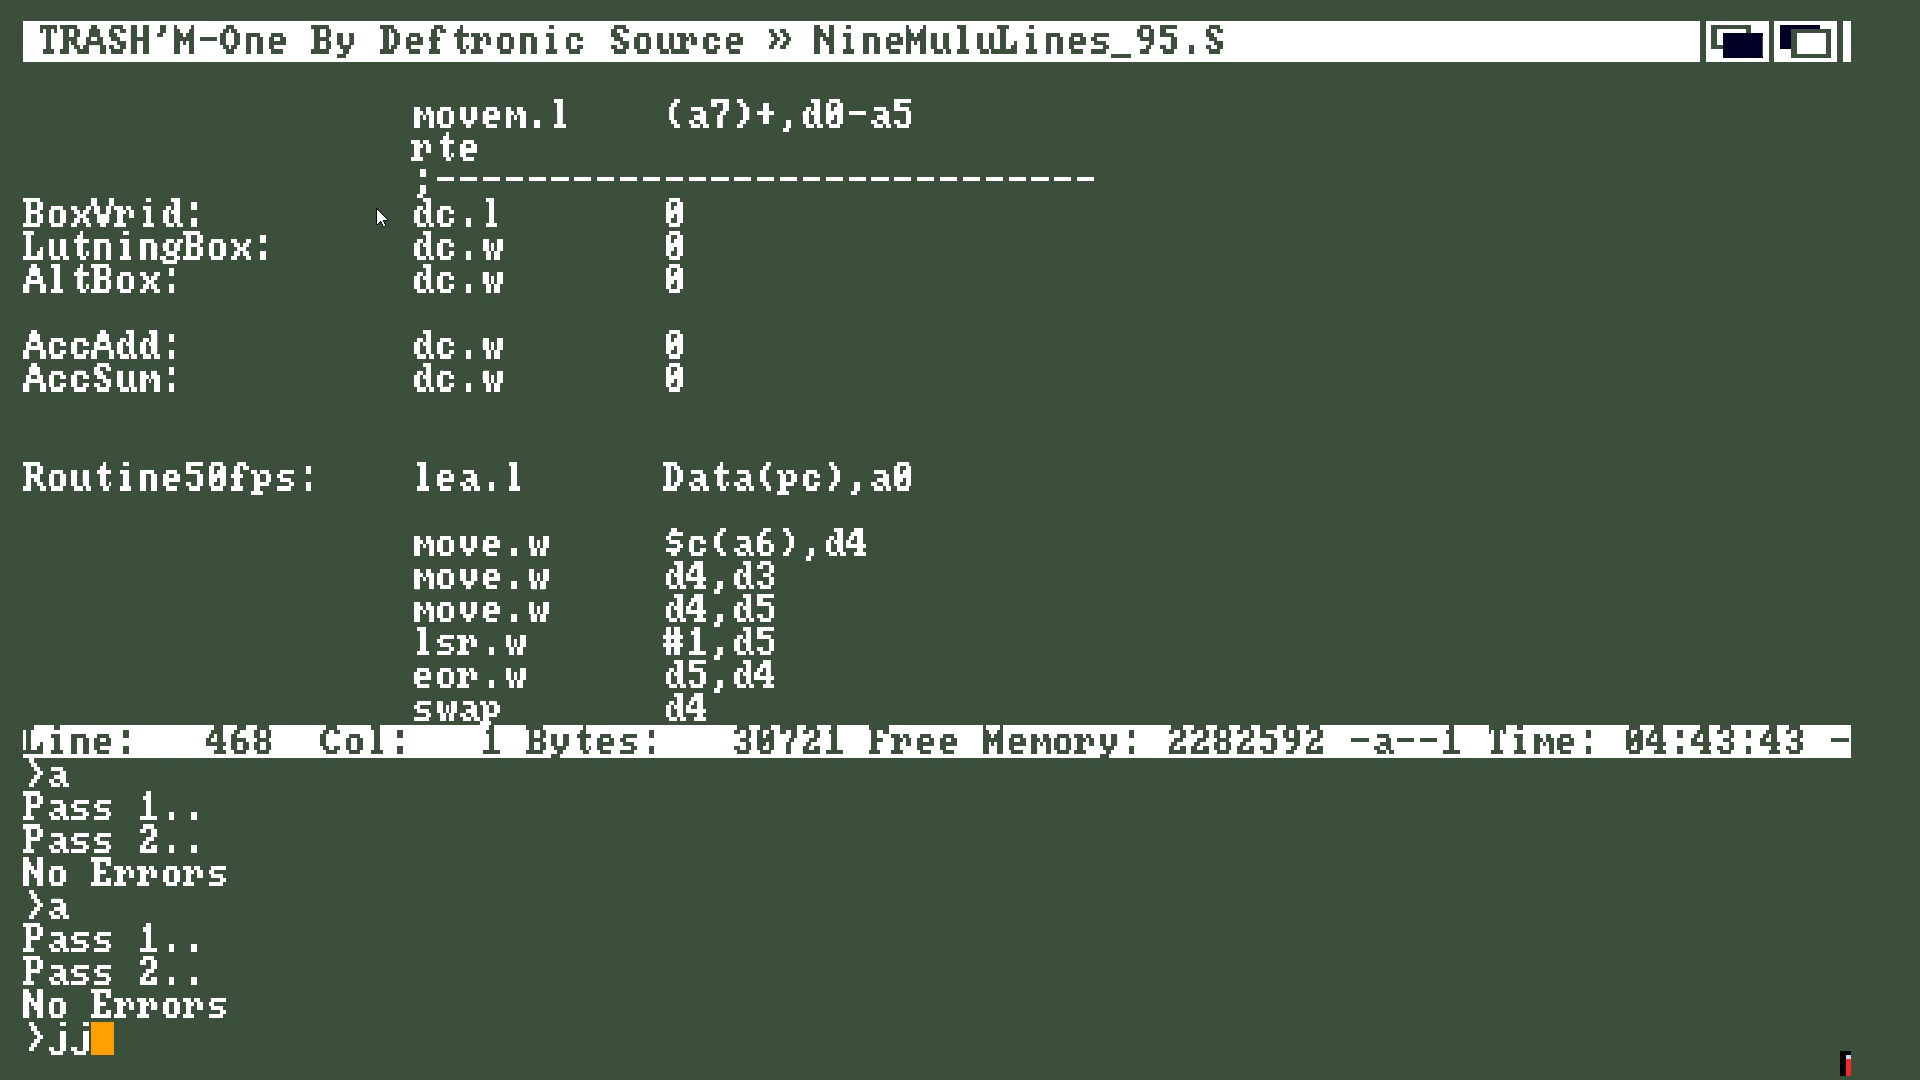 TRASH'M-One By Deftronic Source » NineMuluLines_95.S
movem.l (a7)+,d0-a5
rte
;-----------------------------
BoxVrid: dc.l 0
LutningBox: dc.w 0
AltBox: dc.w 0
AccAdd: dc.w 0
AccSum: dc.w 0
Routine50fps: lea.l Data(pc),a0
move.w $c(a6),d4
move.w d4,d3
move.w d4,d5
lsr.w #1,d5
eor.w d5,d4
swap d4
Line: 468 Col: 1 Bytes: 30721 Free Memory: 2282592 -a--1 Time: 04:43:43 -
>a
Pass 1..
Pass 2..
No Errors
>a
Pass 1..
Pass 2..
No Errors
>jj